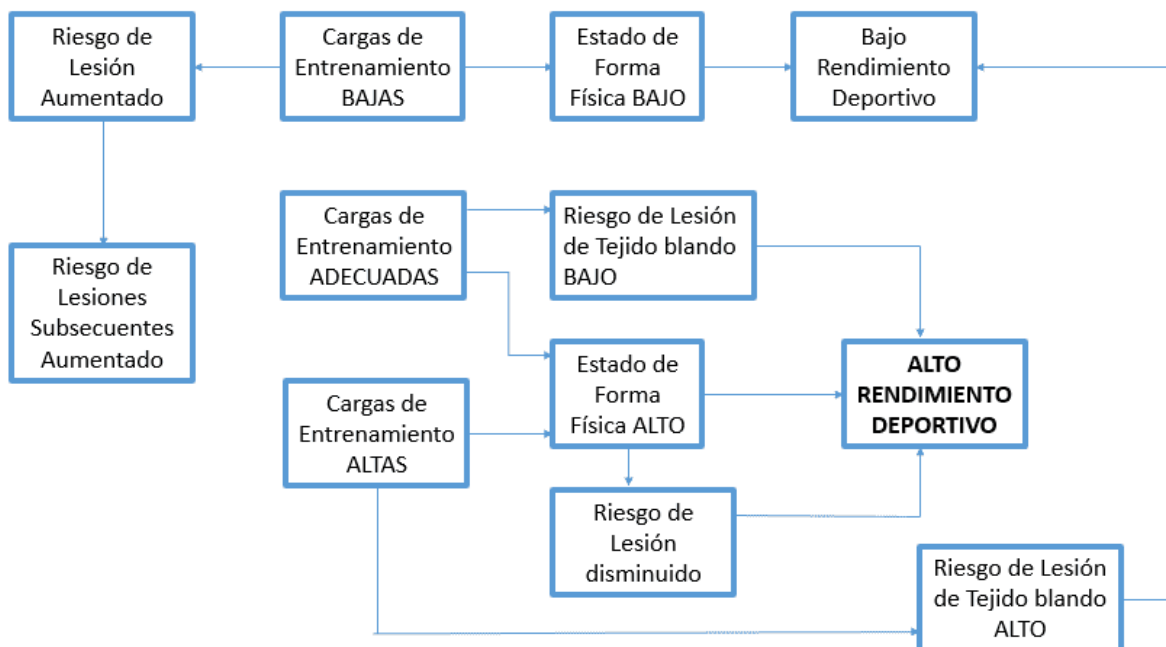 Riesgo de
Lesión
Aumentado
Cargas de
Entrenamiento
BAJAS
Estado de
Forma
Física BAJO
Bajo
Rendimiento
Deportivo
Cargas de
Entrenamiento
ADECUADAS
Riesgo de Lesión
de Tejido blando
BAJO
Riesgo de
Lesiones
Subsecuentes
Aumentado
Estado de
Forma
Física ALTO
ALTO
RENDIMIENTO
DEPORTIVO
Cargas de
Entrenamiento
ALTAS
Riesgo de
Lesión
disminuido
Riesgo de Lesión
de Tejido blando
ALTO